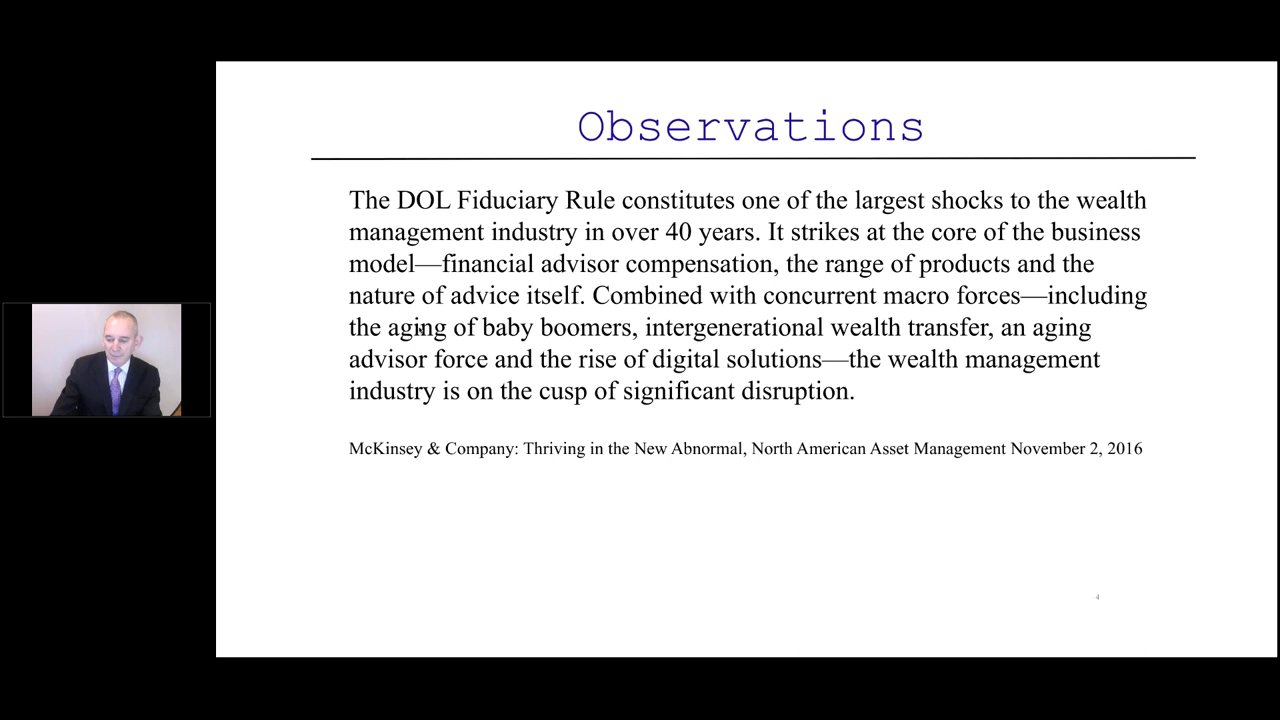 Observations
The DOL Fiduciary Rule constitutes one of the largest shocks to the wealth
management industry in over 40 years. It strikes at the core of the business
model—financial advisor compensation, the range of products and the
nature of advice itself. Combined with concurrent macro forces—including
the aging of baby boomers, intergenerational wealth transfer, an aging
advisor force and the rise of digital solutions—the wealth management
industry is on the cusp of significant disruption.
McKinsey & Company: Thriving in the New Abnormal, North American Asset Management November 2, 2016
4